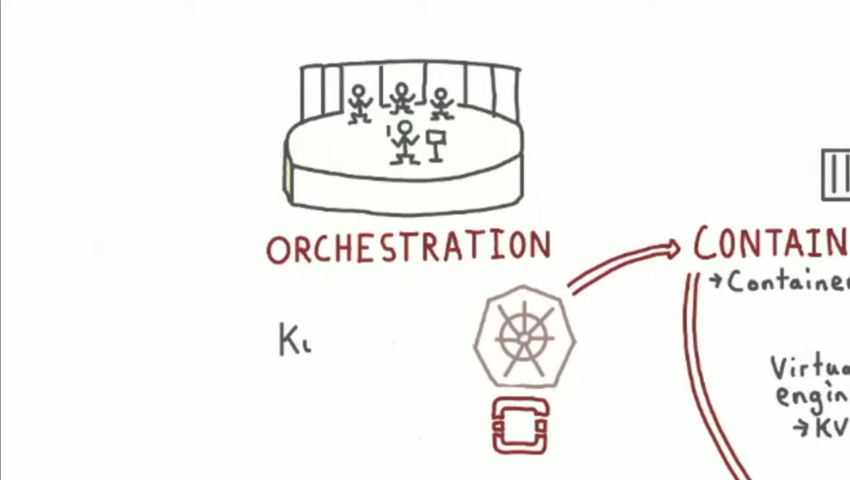 ORCHESTRATION
CONTAIN
→Containe
Virtua
engin
→KV